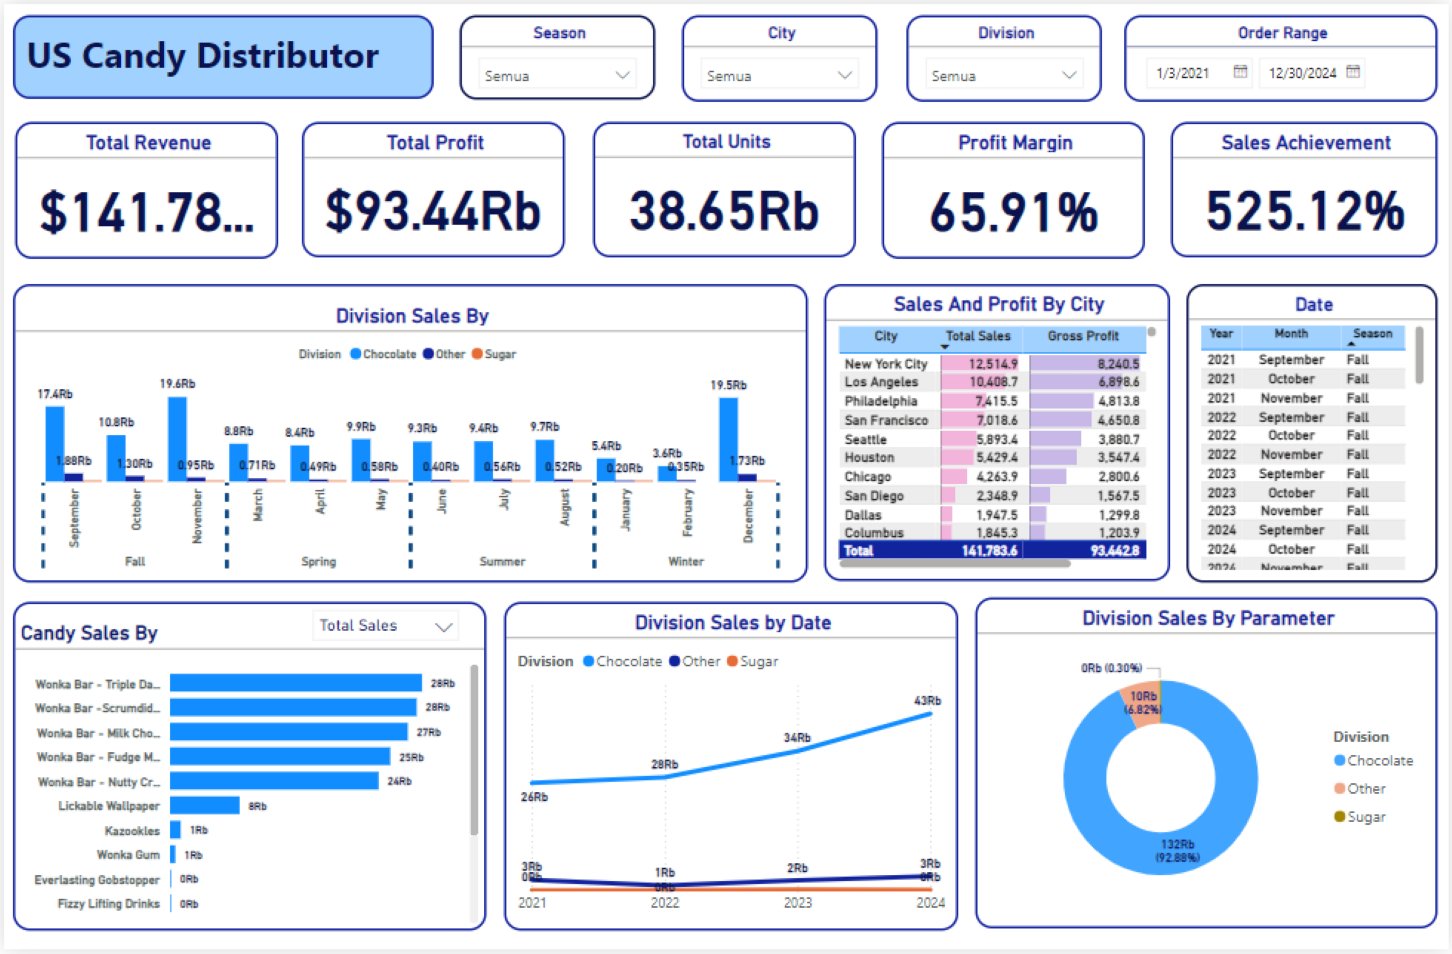 US Candy Distributor
Season
Semua
City
Semua
Division
Semua
Order Range
1/3/2021
12/30/2024
Total Revenue
$141.78...
Total Profit
$93.44Rb
Total Units
38.65Rb
Profit Margin
65.91%
Sales Achievement
525.12%
Division Sales By
Division Chocolate Other Sugar
17.4Rb
1.88Rb
10.8Rb
1.30Rb
19.6Rb
0.95Rb
8.8Rb
0.71Rb
8.4Rb
0.49Rb
9.9Rb
0.58Rb
9.3Rb
0.40Rb
9.4Rb
0.56Rb
9.7Rb
0.52Rb
5.4Rb
0.20Rb
3.6Rb
0.35Rb
19.5Rb
1.73Rb
September
October
November
March
April
May
June
July
August
January
February
December
Fall
Spring
Summer
Winter
Sales And Profit By City
City Total Sales Gross Profit
New York City 12,514.9 8,240.5
Los Angeles 10,408.7 6,898.6
Philadelphia 7,415.5 4,813.8
San Francisco 7,018.6 4,650.8
Seattle 5,893.4 3,880.7
Houston 5,429.4 3,547.4
Chicago 4,263.9 2,800.6
San Diego 2,348.9 1,567.5
Dallas 1,947.5 1,299.8
Columbus 1,845.3 1,203.9
Total 141,783.6 93,442.8
Date
Year Month Season
2021 September Fall
2021 October Fall
2021 November Fall
2022 September Fall
2022 October Fall
2022 November Fall
2023 September Fall
2023 October Fall
2023 November Fall
2024 September Fall
2024 October Fall
2024 November Fall
Candy Sales By
Total Sales
Wonka Bar - Triple Da... 28Rb
Wonka Bar -Scrumdid... 28Rb
Wonka Bar - Milk Cho... 27Rb
Wonka Bar - Fudge M... 25Rb
Wonka Bar - Nutty Cr... 24Rb
Lickable Wallpaper 8Rb
Kazookles 1Rb
Wonka Gum 1Rb
Everlasting Gobstopper 0Rb
Fizzy Lifting Drinks 0Rb
Division Sales by Date
Division Chocolate Other Sugar
26Rb
28Rb
34Rb
43Rb
3Rb
0Rb
1Rb
0Rb
2Rb
3Rb
0Rb
2021
2022
2023
2024
Division Sales By Parameter
0Rb (0.30%)
10Rb
(6.82%)
132Rb
(92.88%)
Division
Chocolate
Other
Sugar